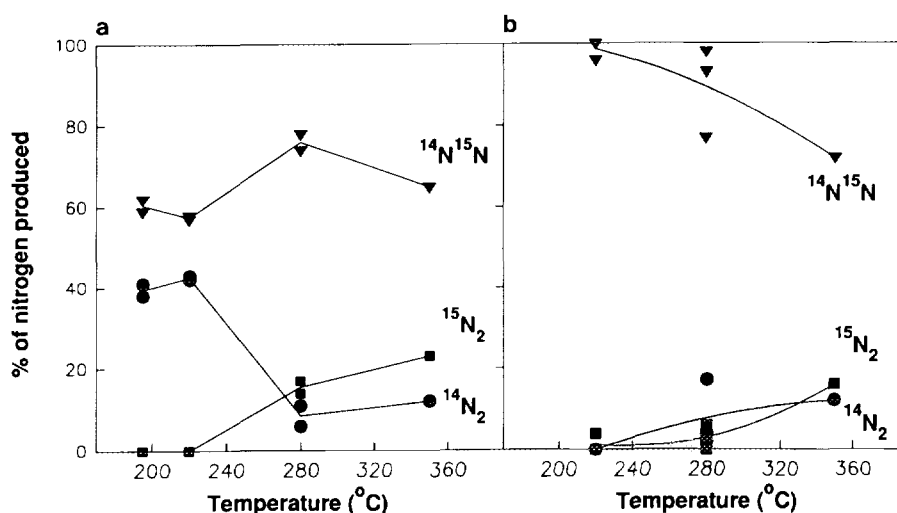 a
% of nitrogen produced
100
80
60
40
20
0
¹⁴N¹⁵N
¹⁵N₂
¹⁴N₂
200 240 280 320 360
Temperature (°C)
b
¹⁴N¹⁵N
¹⁵N₂
¹⁴N₂
200 240 280 320 360
Temperature (°C)